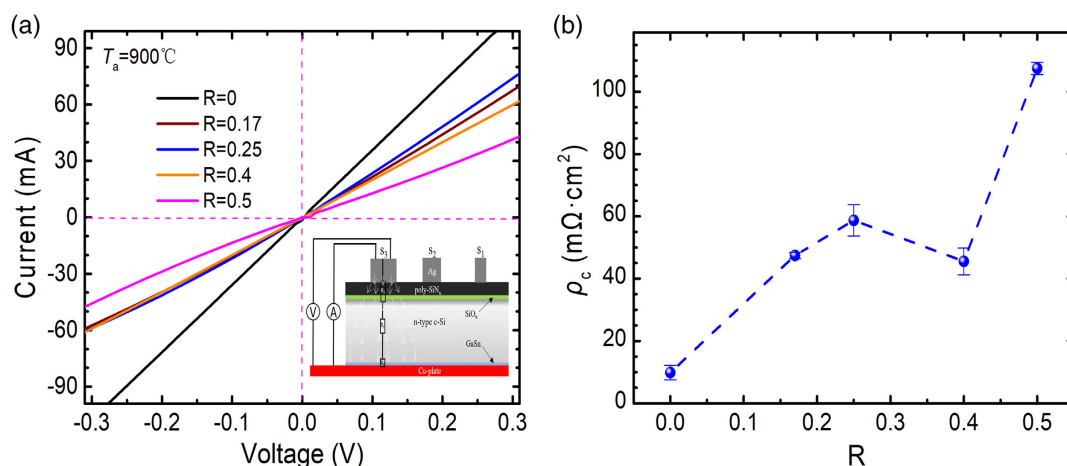 (a)
Tₐ=900℃
R=0
R=0.17
R=0.25
R=0.4
R=0.5
Current (mA)
90
60
30
0
-30
-60
-90
-0.3 -0.2 -0.1 0.0 0.1 0.2 0.3
Voltage (V)
S₃ S₂ S₁
Ag
poly-SiNₓ
SiOₓ
n-type c-Si
GaSn
V A
Cu-plate
(b)
ρc (mΩ·cm²)
100
80
60
40
20
0
0.0 0.1 0.2 0.3 0.4 0.5
R